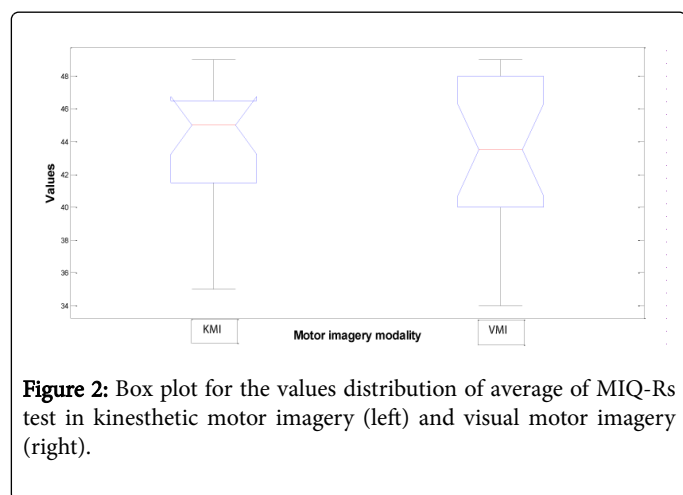 48
46
44
42
40
38
36
34
Values
KMI
Motor imagery modality
VMI
Figure 2: Box plot for the values distribution of average of MIQ-Rs
test in kinesthetic motor imagery (left) and visual motor imagery
(right).